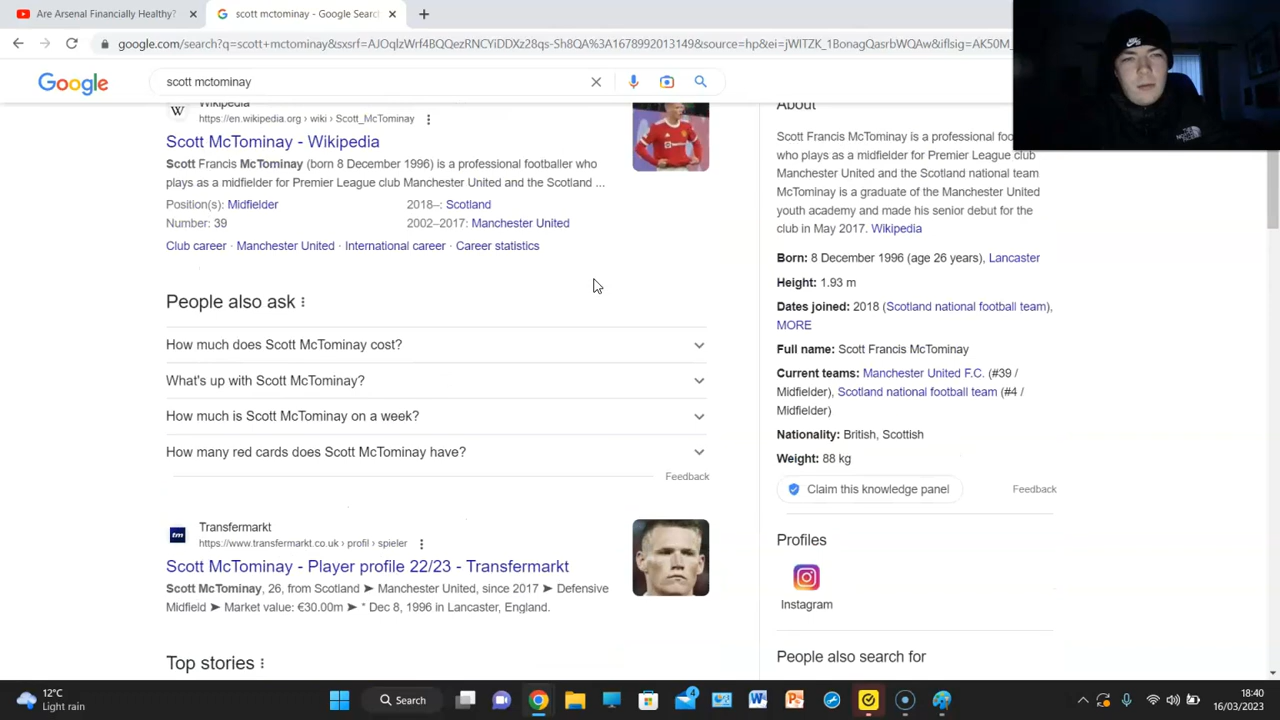 Are Arsenal Financially Healthy?
scott mctominay - Google Searc
google.com/search?q=scott+mctominay&sxsrf=AJOqlzWrf4BQQezRNCYiDDXz28qs-Sh8QA%3A1678992013149&source=hp&ei=jWITZK_1BonagQasrbWQAw&iflsig=AK50M_
Google
scott mctominay
Wikipedia
https://en.wikipedia.org › wiki › Scott_McTominay
Scott McTominay - Wikipedia
Scott Francis McTominay (born 8 December 1996) is a professional footballer who
plays as a midfielder for Premier League club Manchester United and the Scotland ...
Position(s): Midfielder
2018–: Scotland
Number: 39
2002–2017: Manchester United
Club career · Manchester United · International career · Career statistics
People also ask
How much does Scott McTominay cost?
What's up with Scott McTominay?
How much is Scott McTominay on a week?
How many red cards does Scott McTominay have?
Feedback
tm
Transfermarkt
https://www.transfermarkt.co.uk › profil › spieler
Scott McTominay - Player profile 22/23 - Transfermarkt
Scott McTominay, 26, from Scotland ➤ Manchester United, since 2017 ➤ Defensive
Midfield ➤ Market value: €30.00m ➤ * Dec 8, 1996 in Lancaster, England.
Top stories
About
Scott Francis McTominay is a professional foo
who plays as a midfielder for Premier League club
Manchester United and the Scotland national team
McTominay is a graduate of the Manchester United
youth academy and made his senior debut for the
club in May 2017. Wikipedia
Born: 8 December 1996 (age 26 years), Lancaster
Height: 1.93 m
Dates joined: 2018 (Scotland national football team),
MORE
Full name: Scott Francis McTominay
Current teams: Manchester United F.C. (#39 /
Midfielder), Scotland national football team (#4 /
Midfielder)
Nationality: British, Scottish
Weight: 88 kg
Claim this knowledge panel
Feedback
Profiles
Instagram
People also search for
THE NORTH FACE
12°C
Light rain
Search
4
18:40
16/03/2023